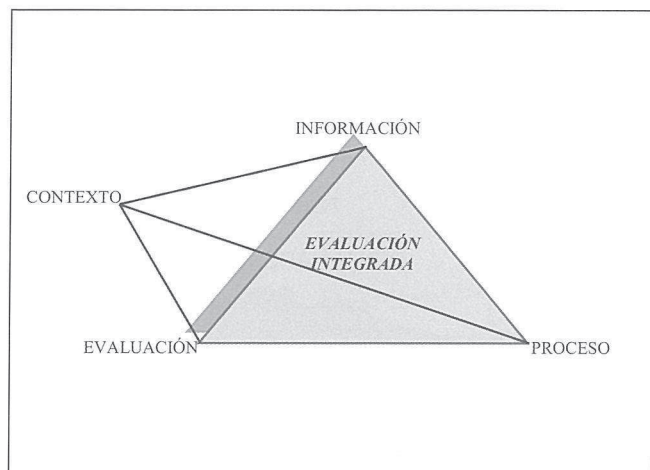 INFORMACIÓN
CONTEXTO
EVALUACIÓN
INTEGRADA
EVALUACIÓN
PROCESO